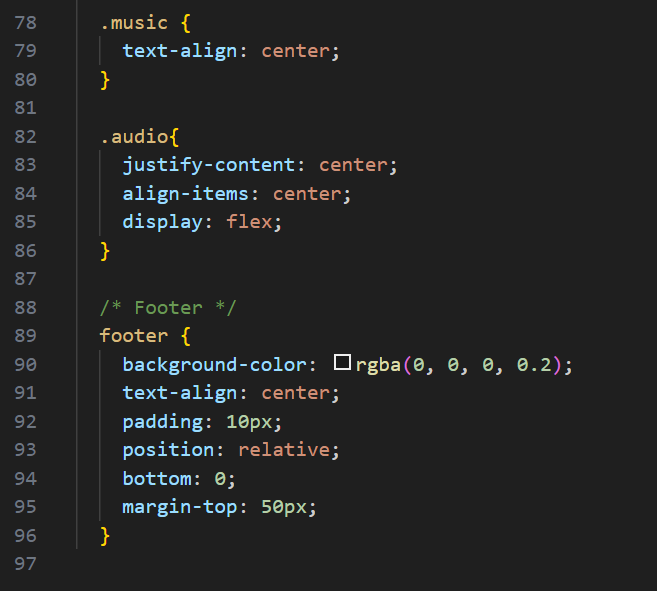 78 .music {
79 text-align: center;
80 }
81
82 .audio{
83 justify-content: center;
84 align-items: center;
85 display: flex;
86 }
87
88 /* Footer */
89 footer {
90 background-color: rgba(0, 0, 0, 0.2);
91 text-align: center;
92 padding: 10px;
93 position: relative;
94 bottom: 0;
95 margin-top: 50px;
96 }
97